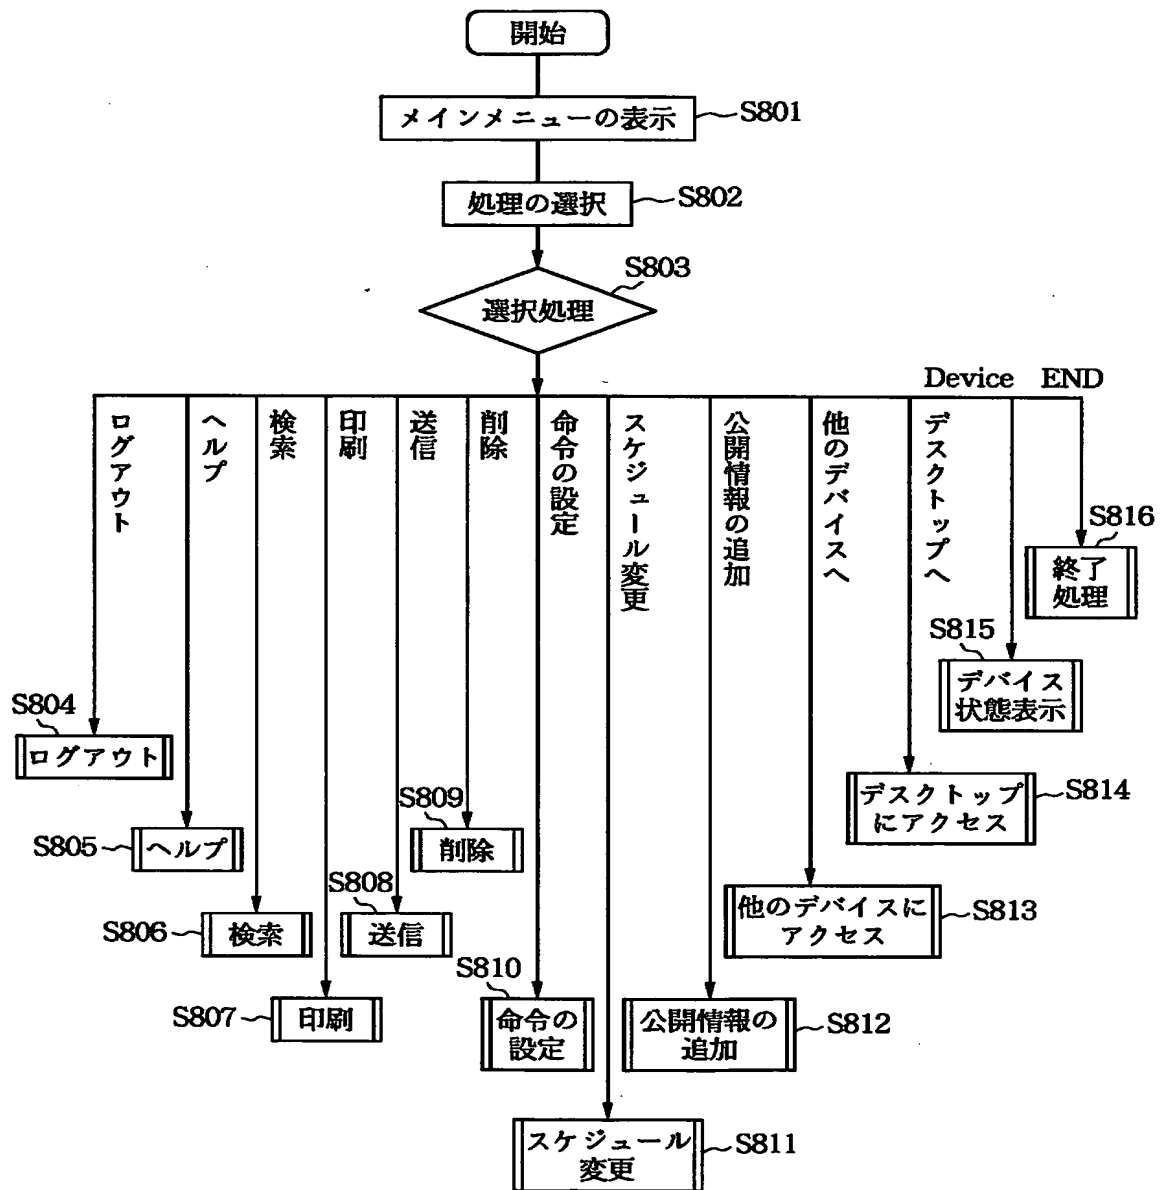 開始
メインメニューの表示
S801
処理の選択
S802
S803
選択処理
Device
END
ログアウト
ヘルプ
検索
印刷
送信
削除
命令の設定
スケジュール変更
公開情報の追加
他のデバイスへ
デスクトップへ
S816
終了
処理
S815
デバイス
状態表示
S804
ログアウト
S814
デスクトップ
にアクセス
S809
削除
S805
ヘルプ
S808
送信
S813
他のデバイスに
アクセス
S806
検索
S810
命令の
設定
S807
印刷
S812
公開情報の
追加
S811
スケジュール
変更